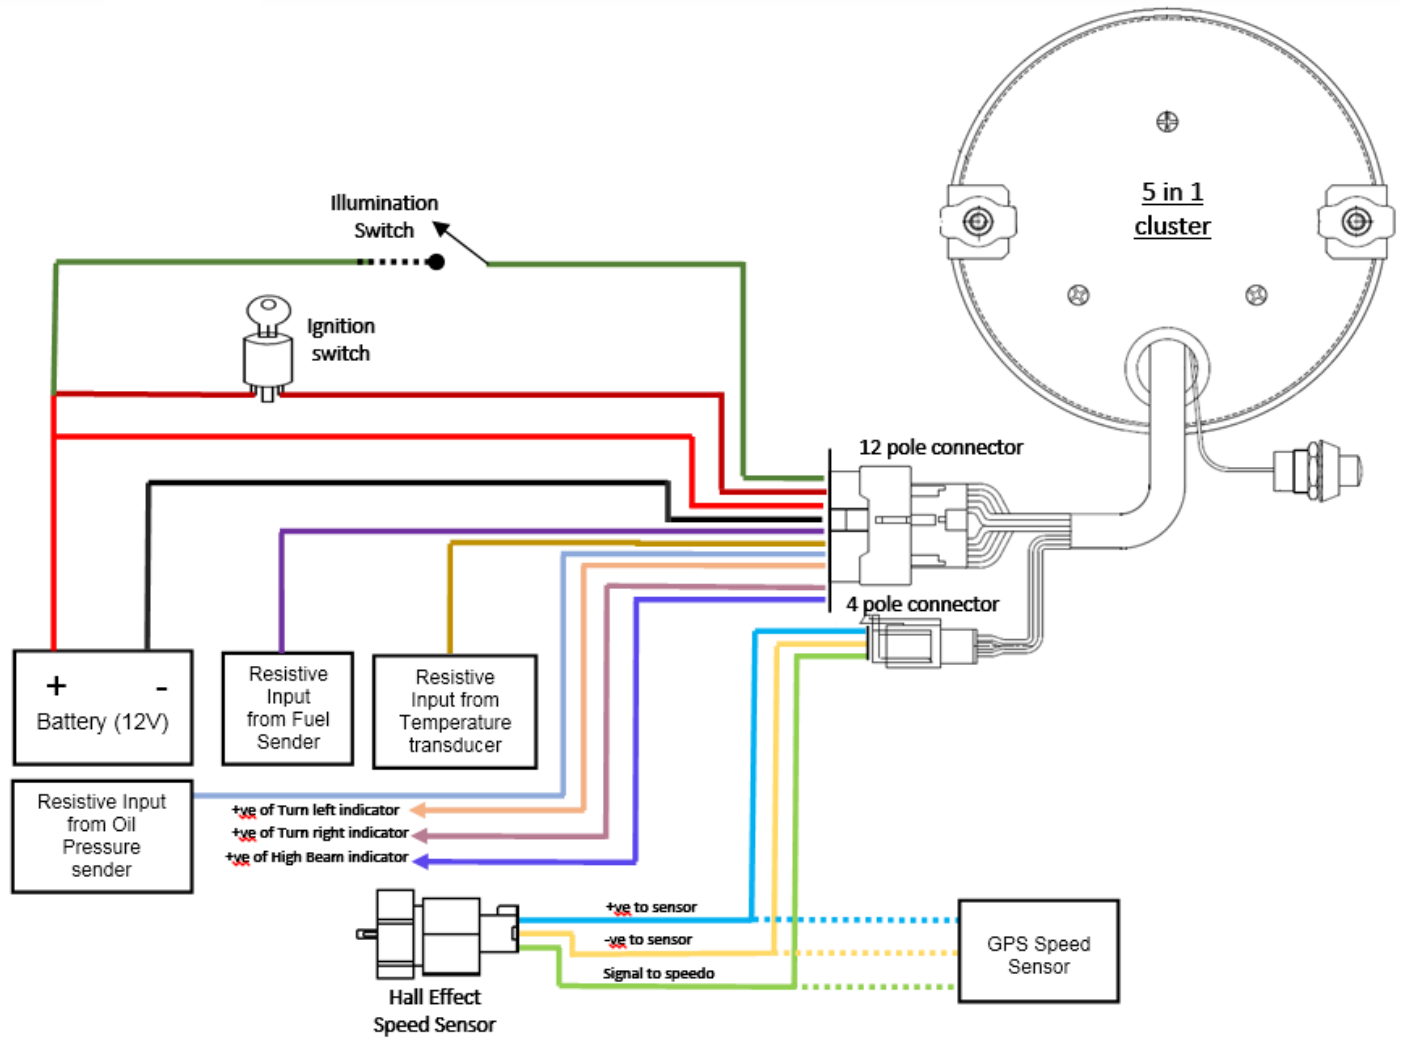 5 in 1
cluster
Illumination
Switch
Ignition
switch
12 pole connector
4 pole connector
+ -
Battery (12V)
Resistive
Input
from Fuel
Sender
Resistive
Input from
Temperature
transducer
Resistive Input
from Oil
Pressure
sender
+ve of Turn left indicator
+ve of Turn right indicator
+ve of High Beam indicator
+ve to sensor
-ve to sensor
Signal to speedo
Hall Effect
Speed Sensor
GPS Speed
Sensor